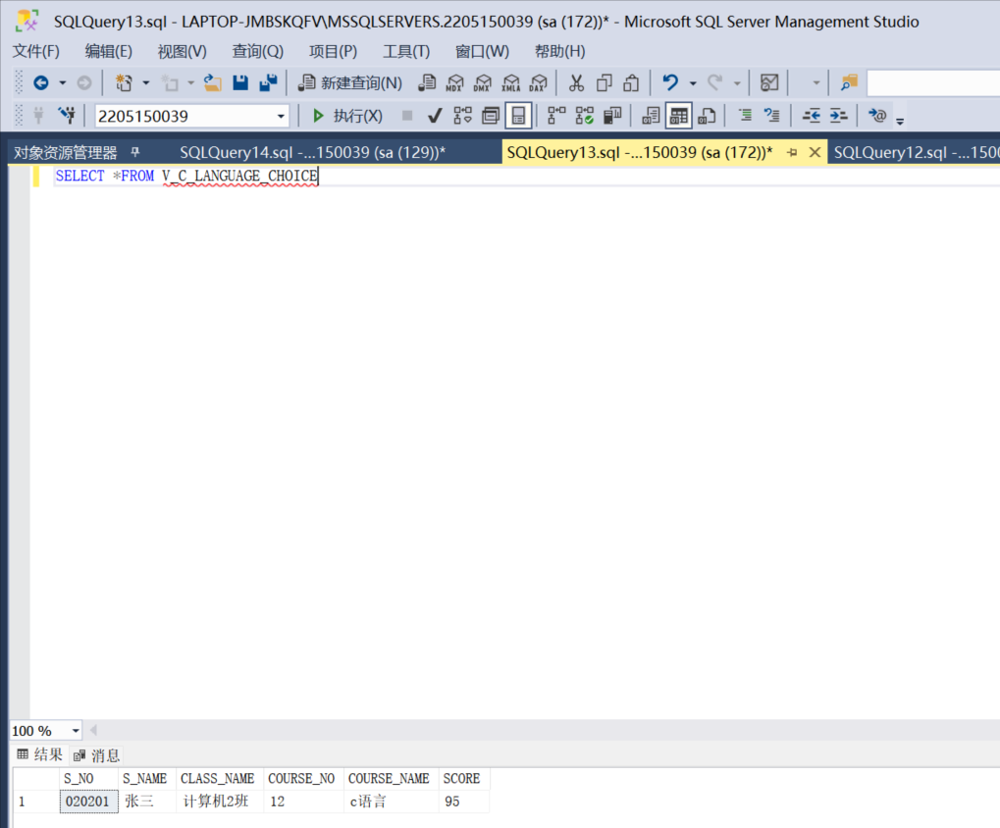 SQLQuery13.sql - LAPTOP-JMBSKQFV\MSSQLSERVERS.2205150039 (sa (172))* - Microsoft SQL Server Management Studio
文件(F) 编辑(E) 视图(V) 查询(Q) 项目(P) 工具(T) 窗口(W) 帮助(H)
新建查询(N) MDX DMX XMLA DAX
2205150039 执行(X)
对象资源管理器 SQLQuery14.sql -...150039 (sa (129))* SQLQuery13.sql -...150039 (sa (172))* SQLQuery12.sql -...1500
SELECT *FROM V_C_LANGUAGE_CHOICE
100 %
结果 消息
S_NO S_NAME CLASS_NAME COURSE_NO COURSE_NAME SCORE
1 020201 张三 计算机2班 12 c语言 95